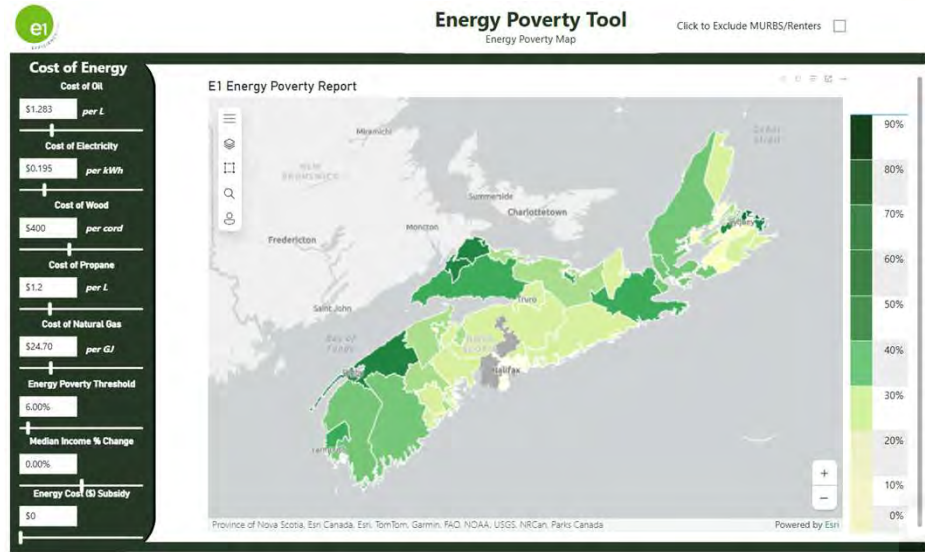 e1
Energy Poverty Tool
Energy Poverty Map
Click to Exclude MURBS/Renters
Cost of Energy
Cost of Oil
$1.283 per L
Cost of Electricity
$0.195 per kWh
Cost of Wood
$400 per cord
Cost of Propane
$1.2 per L
Cost of Natural Gas
$24.70 per GJ
Energy Poverty Threshold
6.00%
Median Income % Change
0.00%
Energy Cost ($) Subsidy
$0
E1 Energy Poverty Report
Miramichi
NEW
BRUNSWICK
Summerside
Charlottetown
Moncton
Fredericton
Saint John
Truro
Bay of
Fundy
Halifax
Sydney
Cabot
Strait
90%
80%
70%
60%
50%
40%
30%
20%
10%
0%
+
−
Province of Nova Scotia, Esri Canada, Esri, TomTom, Garmin, FAO, NOAA, USGS, NRCan, Parks Canada
Powered by Esri